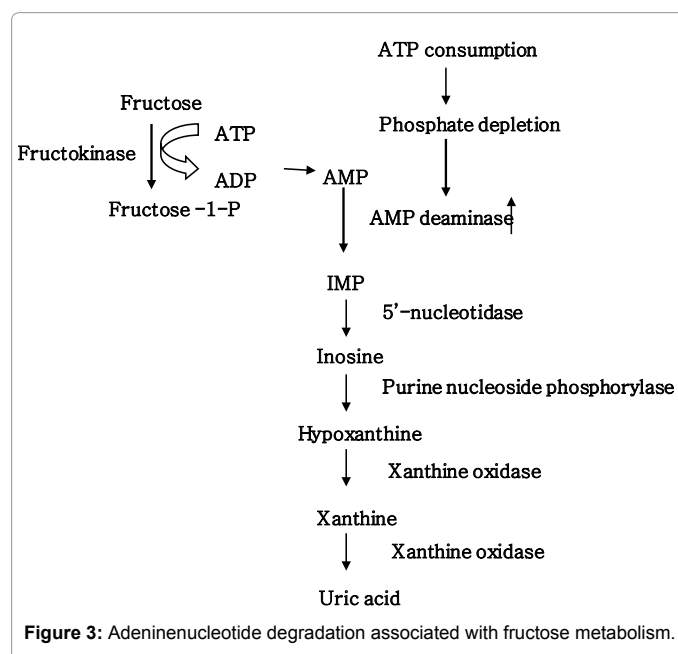 ATP consumption
Fructose
ATP
Phosphate depletion
Fructokinase
ADP
AMP
Fructose -1-P
AMP deaminase
IMP
5'-nucleotidase
Inosine
Purine nucleoside phosphorylase
Hypoxanthine
Xanthine oxidase
Xanthine
Xanthine oxidase
Uric acid
Figure 3: Adeninenucleotide degradation associated with fructose metabolism.